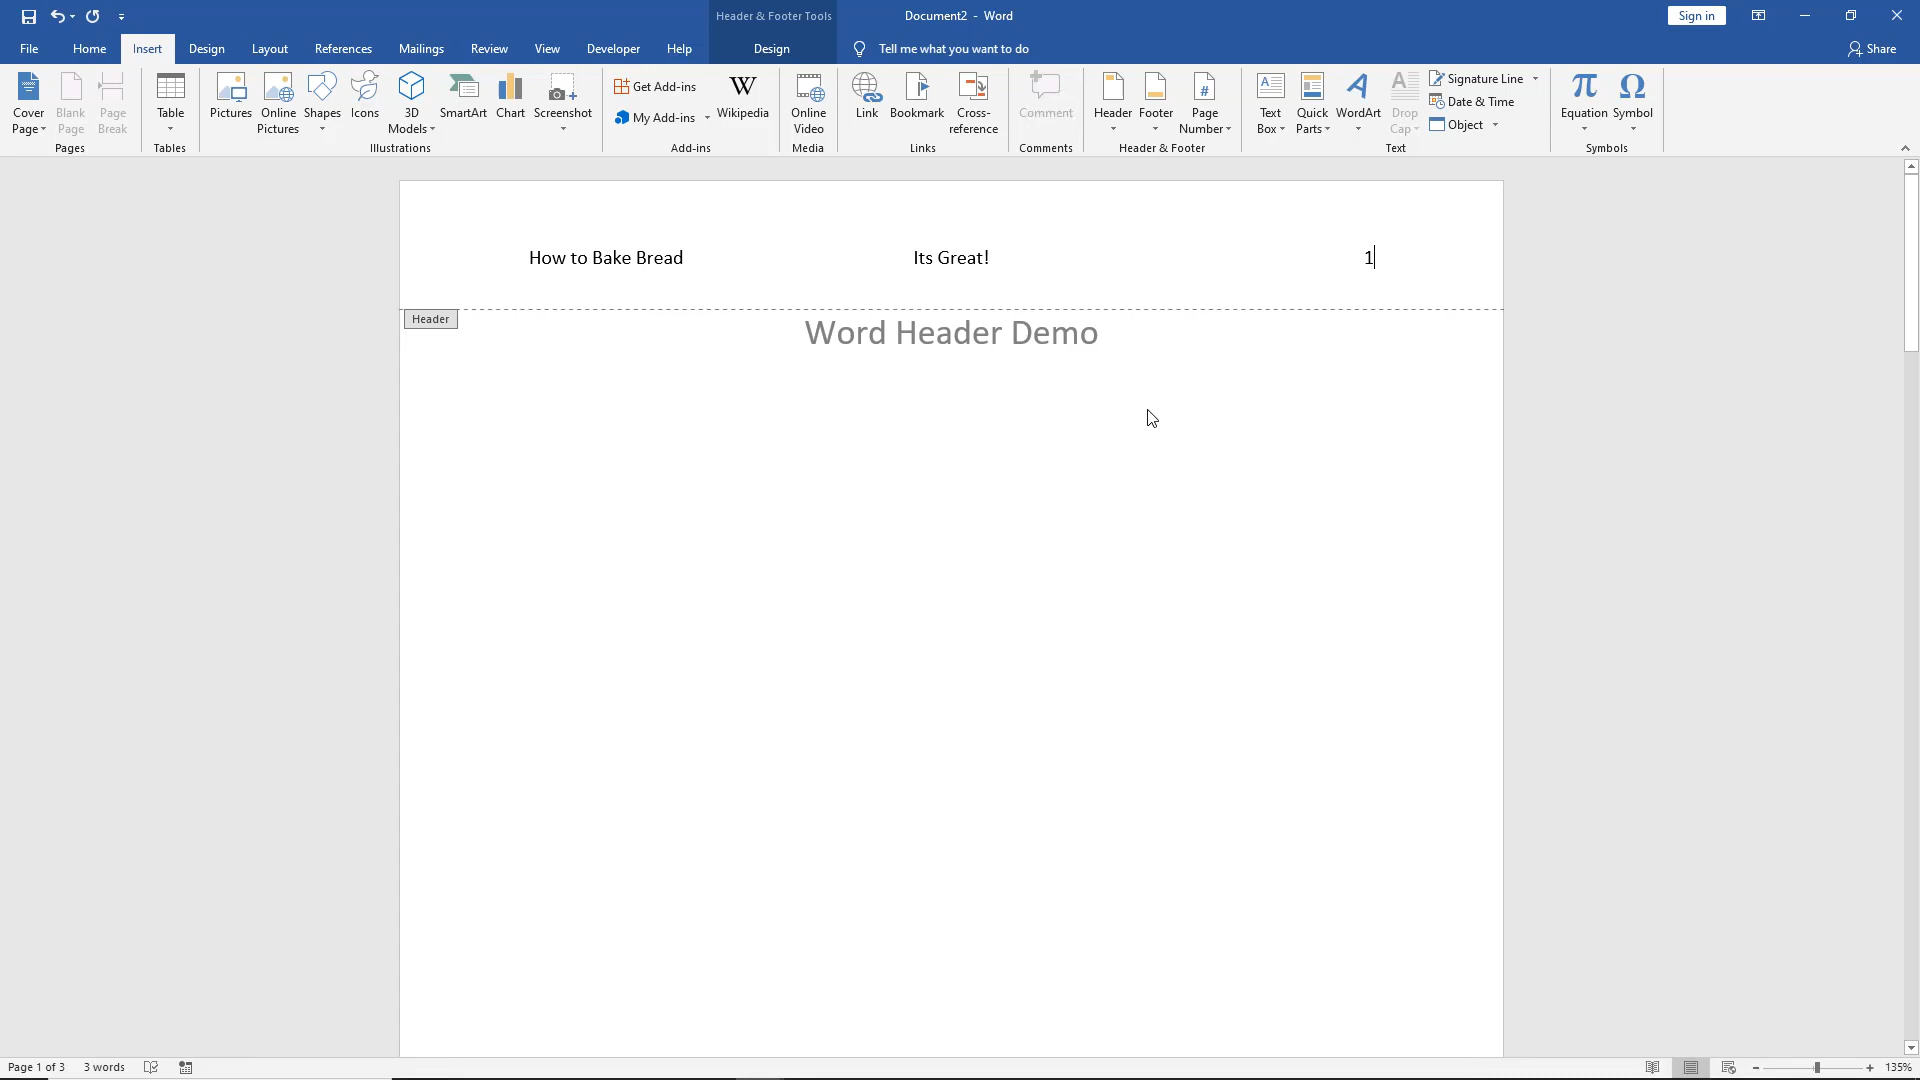 Header & Footer Tools
Document2 - Word
Sign in
File Home Insert Design Layout References Mailings Review View Developer Help Design Tell me what you want to do Share
Cover Page
Blank Page
Page Break
Pages
Table
Tables
Pictures
Online Pictures
Shapes
Icons
3D Models
SmartArt
Chart
Screenshot
Illustrations
Get Add-ins
My Add-ins
W
Wikipedia
Add-ins
Online Video
Media
Link
Bookmark
Cross-reference
Links
Comment
Comments
Header
Footer
#
Page Number
Header & Footer
A
Text Box
Quick Parts
A
WordArt
A
Drop Cap
Signature Line
Date & Time
Object
Text
π
Equation
Ω
Symbol
Symbols
How to Bake Bread Its Great! 1
Header
Word Header Demo
Page 1 of 3 3 words 135%